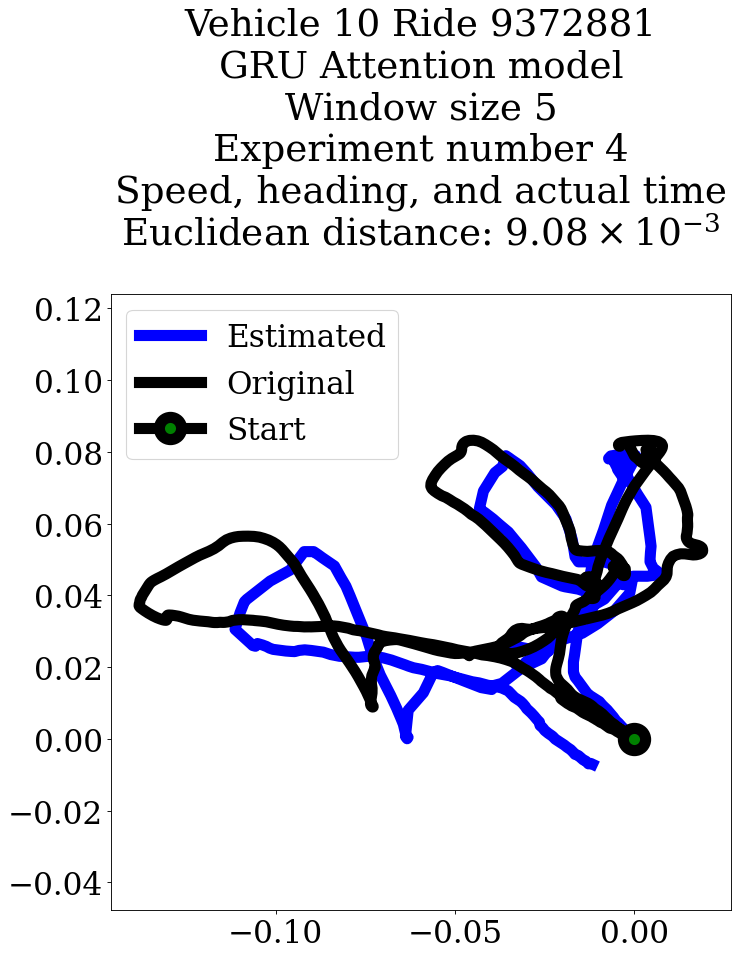 Vehicle 10 Ride 9372881
GRU Attention model
Window size 5
Experiment number 4
Speed, heading, and actual time
Euclidean distance: 9.08 × 10⁻³
0.12
0.10
0.08
0.06
0.04
0.02
0.00
−0.02
−0.04
Estimated
Original
Start
−0.10
−0.05
0.00